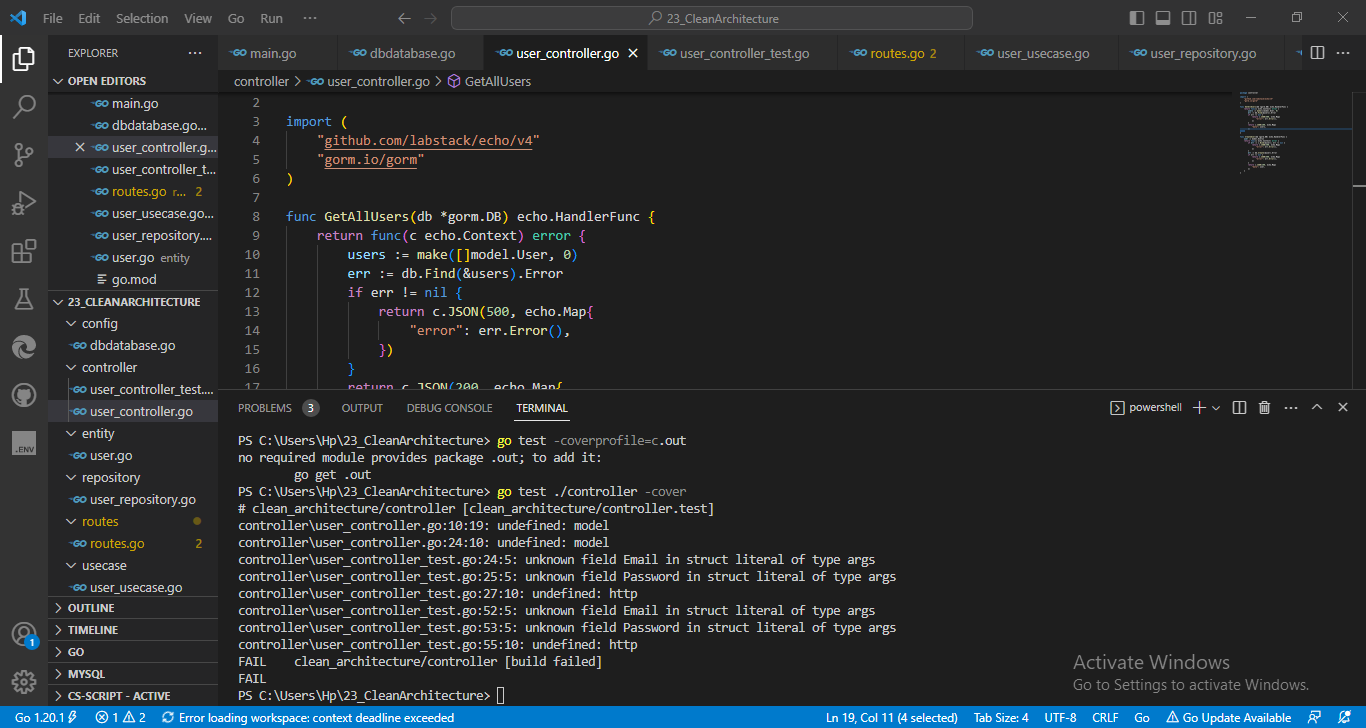 File Edit Selection View Go Run ··· 23_CleanArchitecture
EXPLORER ···
main.go dbdatabase.go user_controller.go user_controller_test.go routes.go 2 user_usecase.go user_repository.go ···
OPEN EDITORS
controller > user_controller.go > GetAllUsers
main.go
dbdatabase.go...
user_controller.g...
user_controller_t...
routes.go r... 2
user_usecase.go...
user_repository....
user.go entity
go.mod
23_CLEANARCHITECTURE
config
dbdatabase.go
controller
user_controller_test....
user_controller.go
entity
user.go
repository
user_repository.go
routes
routes.go 2
usecase
user_usecase.go
OUTLINE
TIMELINE
GO
MYSQL
CS-SCRIPT - ACTIVE
.ENV
1
2
3 import (
4 "github.com/labstack/echo/v4"
5 "gorm.io/gorm"
6 )
7
8 func GetAllUsers(db *gorm.DB) echo.HandlerFunc {
9 return func(c echo.Context) error {
10 users := make([]model.User, 0)
11 err := db.Find(&users).Error
12 if err != nil {
13 return c.JSON(500, echo.Map{
14 "error": err.Error(),
15 })
16 }
17 return c.JSON(200, echo.Map{
PROBLEMS 3 OUTPUT DEBUG CONSOLE TERMINAL powershell ···
PS C:\Users\Hp\23_CleanArchitecture> go test -coverprofile=c.out
no required module provides package .out; to add it:
go get .out
PS C:\Users\Hp\23_CleanArchitecture> go test ./controller -cover
# clean_architecture/controller [clean_architecture/controller.test]
controller\user_controller.go:10:19: undefined: model
controller\user_controller.go:24:10: undefined: model
controller\user_controller_test.go:24:5: unknown field Email in struct literal of type args
controller\user_controller_test.go:25:5: unknown field Password in struct literal of type args
controller\user_controller_test.go:27:10: undefined: http
controller\user_controller_test.go:52:5: unknown field Email in struct literal of type args
controller\user_controller_test.go:53:5: unknown field Password in struct literal of type args
controller\user_controller_test.go:55:10: undefined: http
FAIL clean_architecture/controller [build failed]
FAIL
PS C:\Users\Hp\23_CleanArchitecture>
Activate Windows
Go to Settings to activate Windows.
Go 1.20.1 1 2 Error loading workspace: context deadline exceeded Ln 19, Col 11 (4 selected) Tab Size: 4 UTF-8 CRLF Go Go Update Available